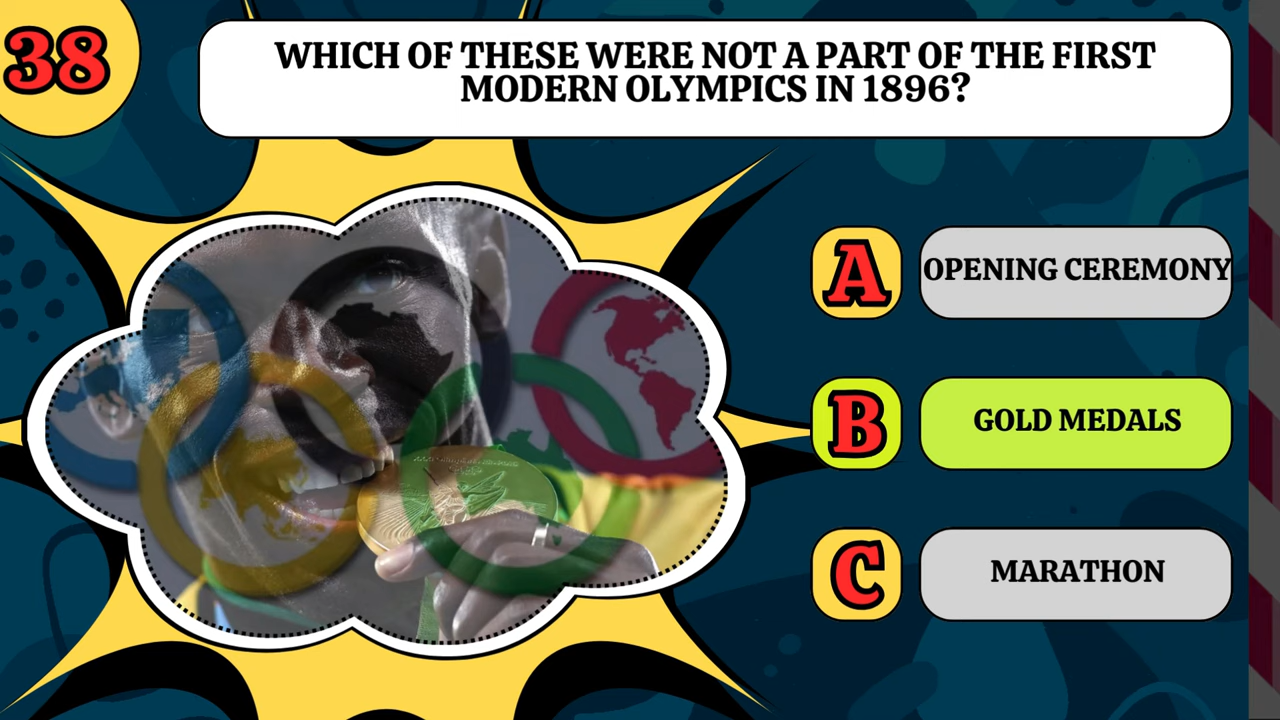 38
WHICH OF THESE WERE NOT A PART OF THE FIRST
MODERN OLYMPICS IN 1896?
A OPENING CEREMONY
B GOLD MEDALS
C MARATHON